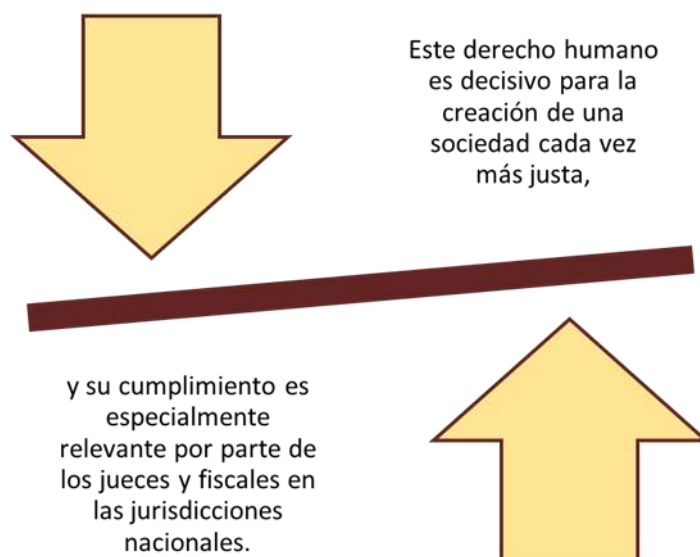 Este derecho humano
es decisivo para la
creación de una
sociedad cada vez
más justa,
y su cumplimiento es
especialmente
relevante por parte de
los jueces y fiscales en
las jurisdicciones
nacionales.